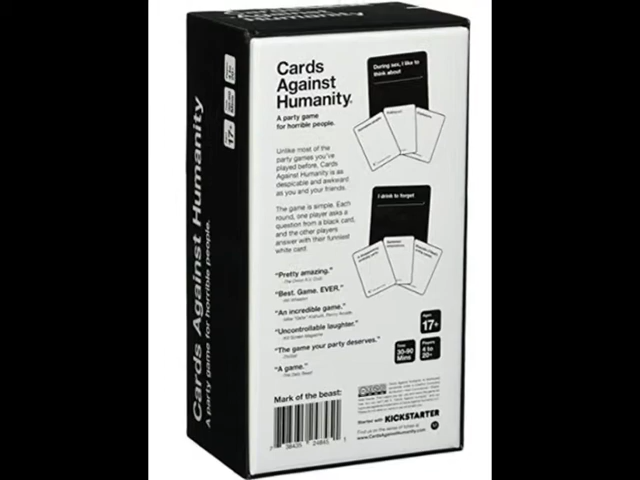 Cards Against Humanity
A party game for horrible people.
17+
Cards
Against
Humanity.
A party game
for horrible people.
Unlike most of the
party games you've
played before, Cards
Against Humanity is as
despicable and awkward
as you and your friends.
The game is simple. Each
round, one player asks a
question from a black card,
and the other players
answer with their funniest
white card.
"Pretty amazing."
"Best. Game. EVER."
"An incredible game."
"Uncontrollable laughter."
"The game your party deserves."
"A game."
Mark of the beast:
During sex, I like to
think about
I drink to forget
Ages
17+
Time
30-90
Mins
Players
4 to
20+
Started with KICKSTARTER
www.CardsAgainstHumanity.com